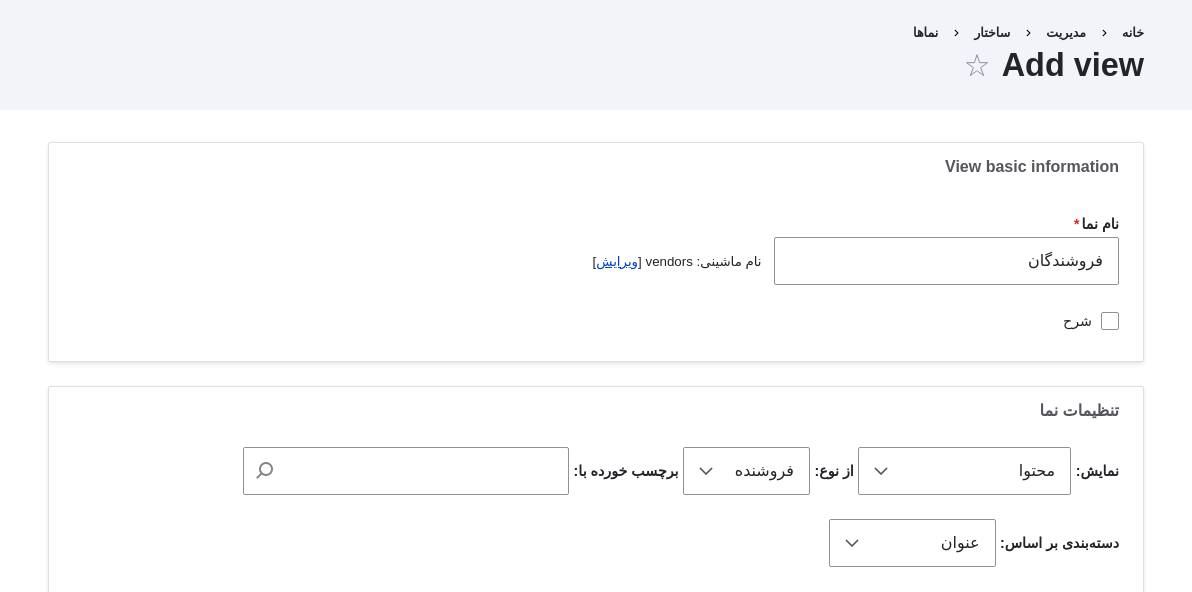 خانه › مدیریت › ساختار › نماها
Add view ☆
View basic information
نام نما*
فروشندگان
نام ماشینی: vendors [ویرایش]
شرح
تنظیمات نما
نمایش: محتوا از نوع: فروشنده برچسب خورده با:
دسته‌بندی بر اساس: عنوان